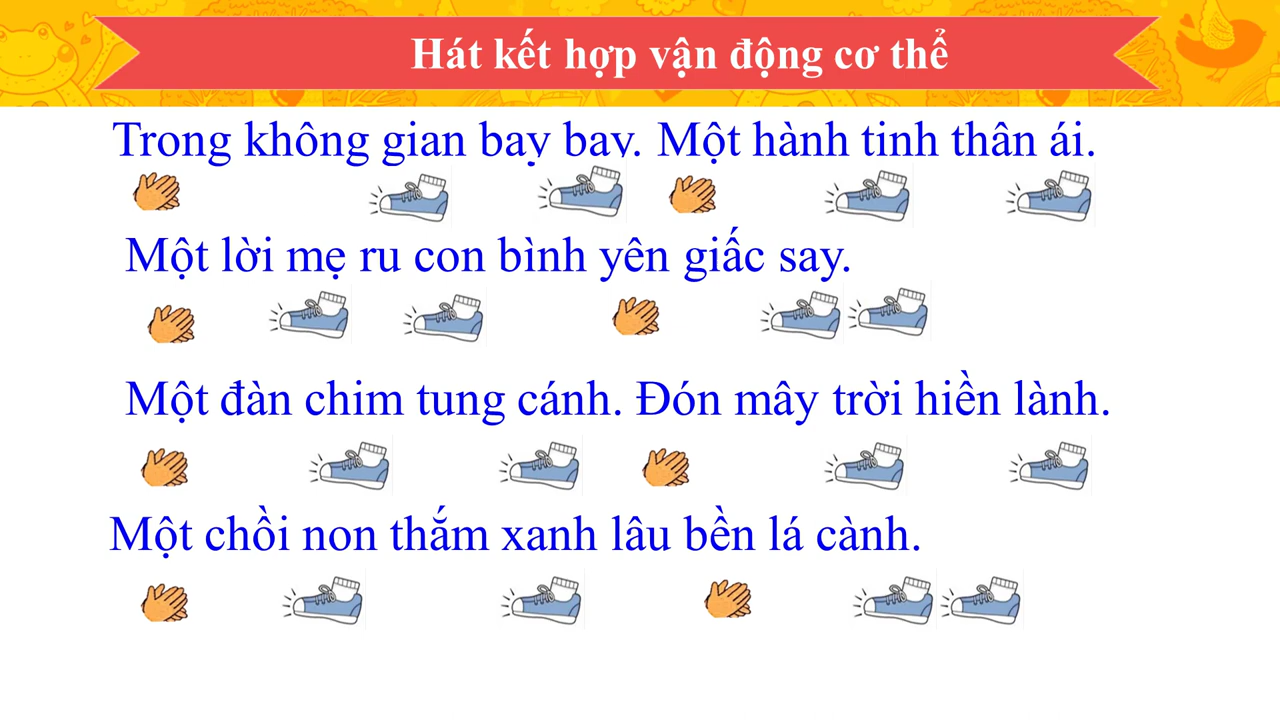 Hát kết hợp vận động cơ thể
Trong không gian bay bay. Một hành tinh thân ái.
Một lời mẹ ru con bình yên giấc say.
Một đàn chim tung cánh. Đón mây trời hiền lành.
Một chồi non thắm xanh lâu bền lá cành.